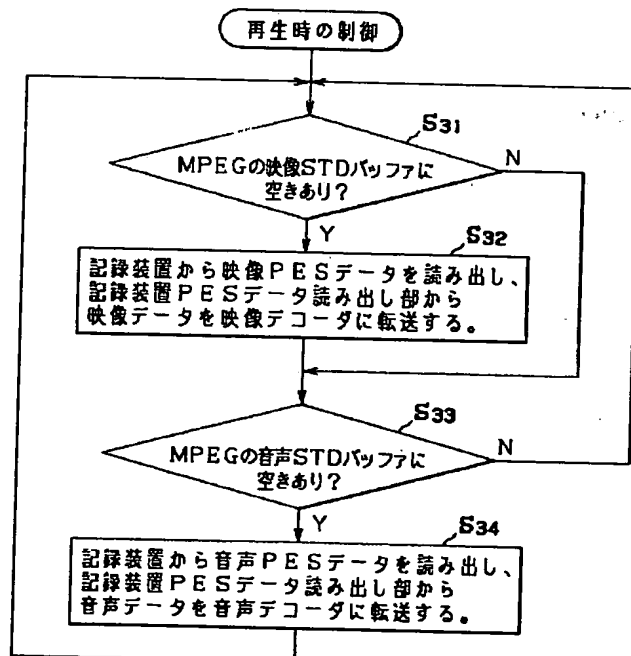 再生時の制御
S31
MPEGの映像STDバッファに
空きあり？
N
Y
S32
記録装置から映像PESデータを読み出し、
記録装置PESデータ読み出し部から
映像データを映像デコーダに転送する。
S33
MPEGの音声STDバッファに
空きあり？
N
Y
S34
記録装置から音声PESデータを読み出し、
記録装置PESデータ読み出し部から
音声データを音声デコーダに転送する。